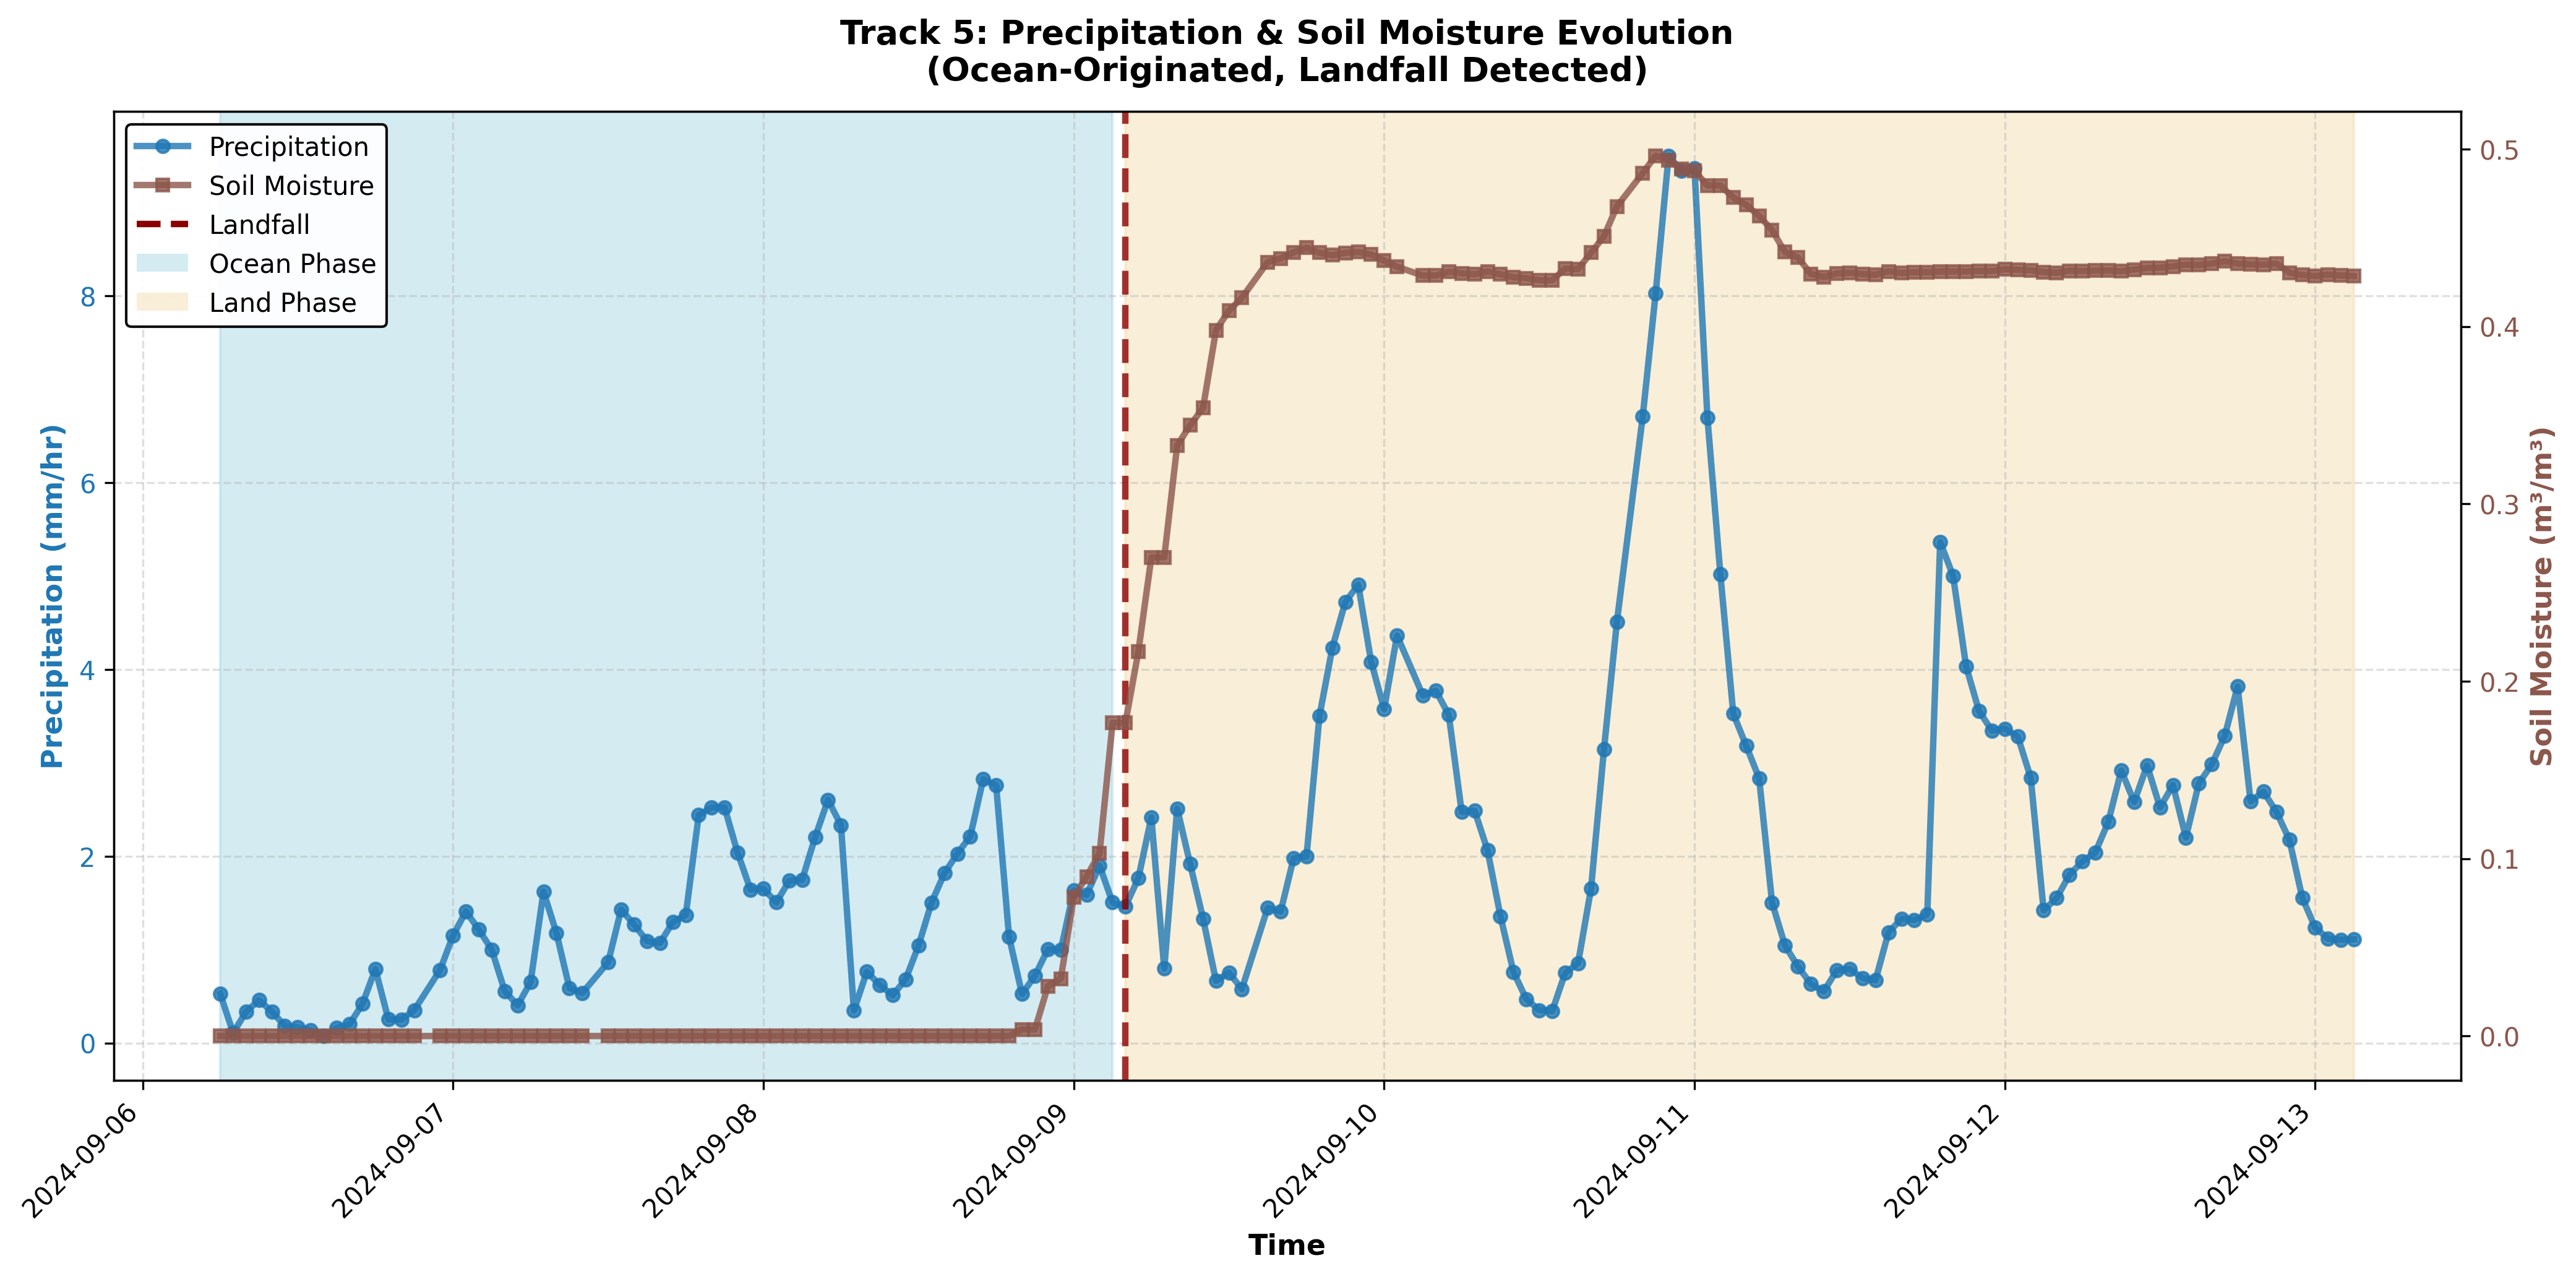 Track 5: Precipitation & Soil Moisture Evolution
(Ocean-Originated, Landfall Detected)
Precipitation
Soil Moisture
Landfall
Ocean Phase
Land Phase
Precipitation (mm/hr)
8
6
4
2
0
0.5
0.4
0.3
0.2
0.1
0.0
Soil Moisture (m³/m³)
2024-09-06
2024-09-07
2024-09-08
2024-09-09
2024-09-10
2024-09-11
2024-09-12
2024-09-13
Time